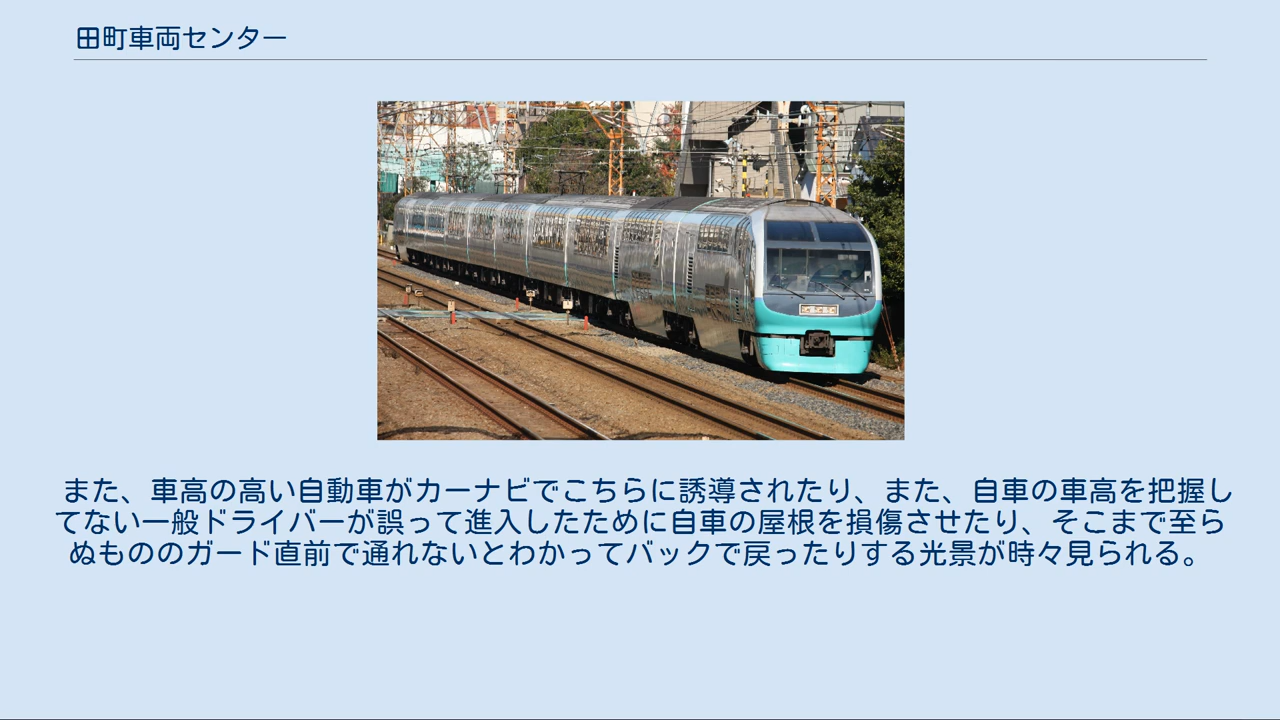 田町車両センター
また、車高の高い自動車がカーナビでこちらに誘導されたり、また、自車の車高を把握し
てない一般ドライバーが誤って進入したために自車の屋根を損傷させたり、そこまで至ら
ぬもののガード直前で通れないとわかってバックで戻ったりする光景が時々見られる。